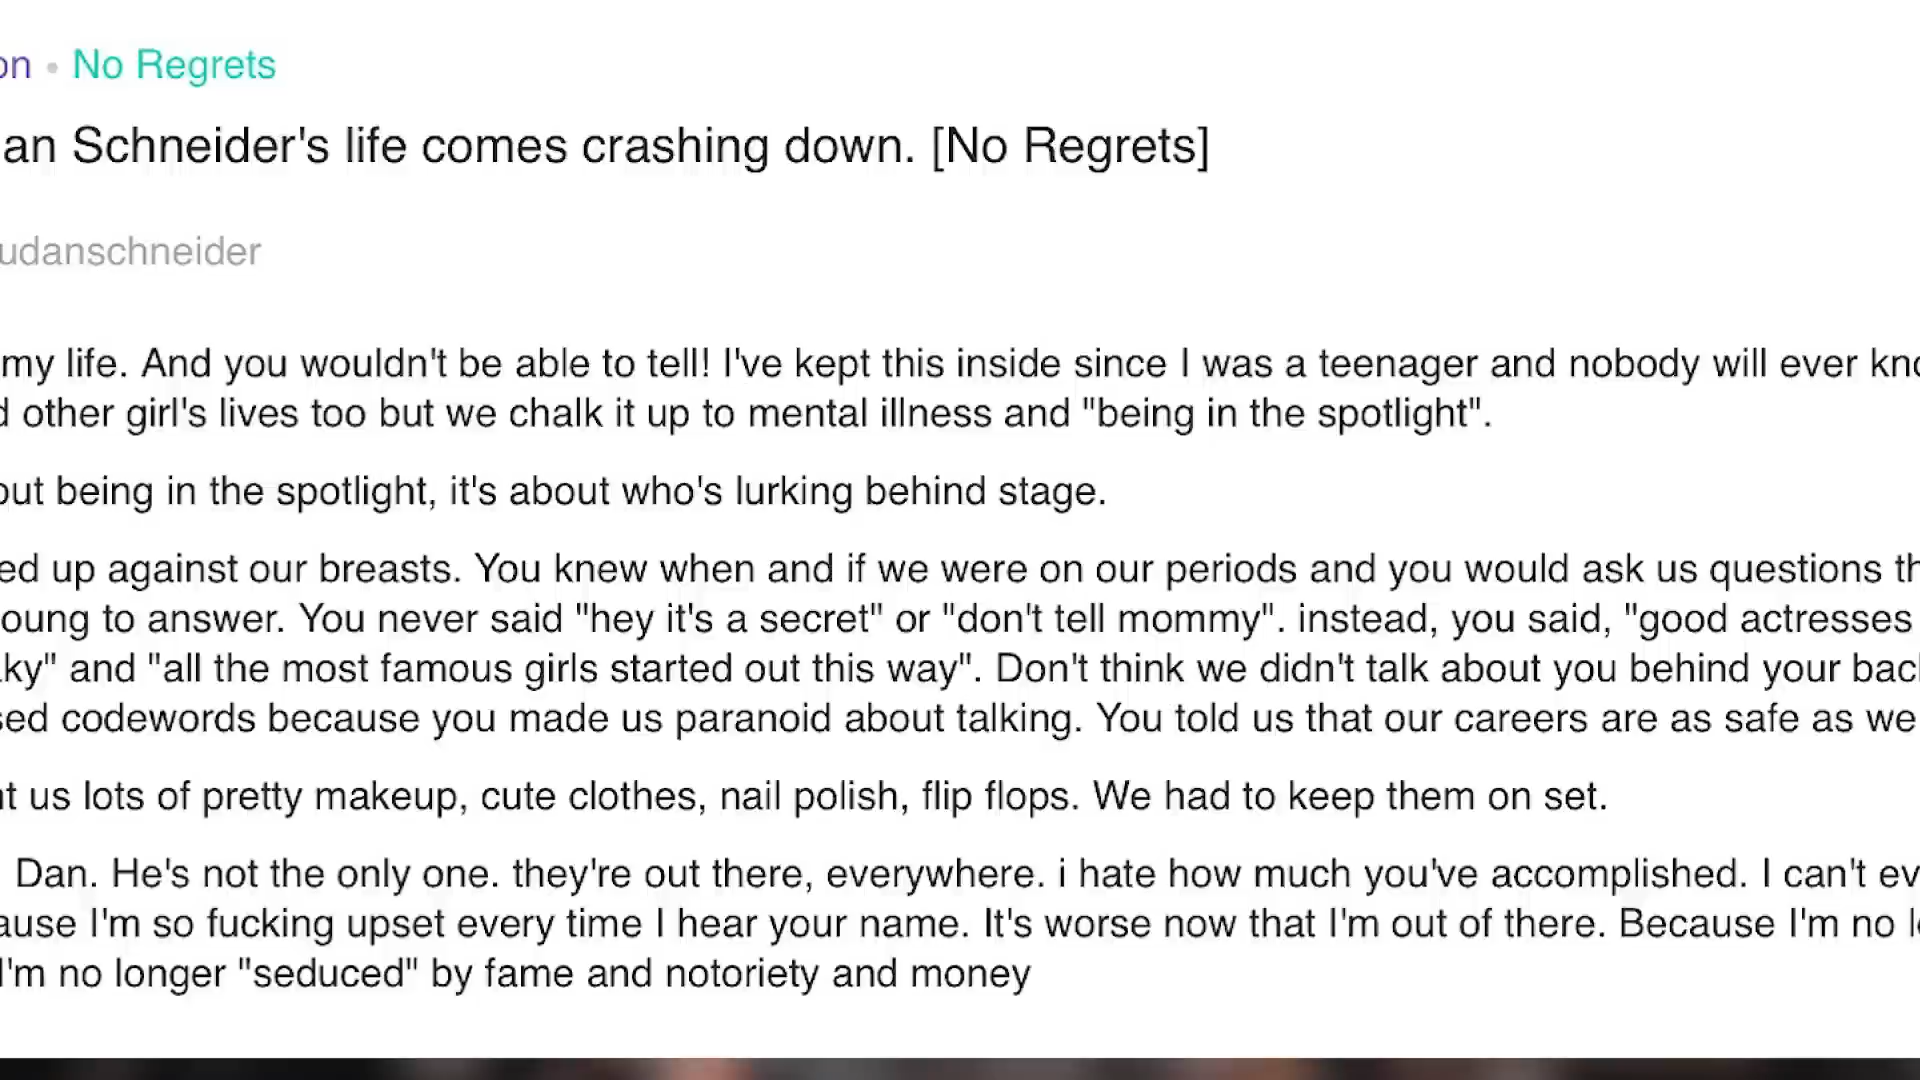 on • No Regrets
an Schneider's life comes crashing down. [No Regrets]
udanschneider
my life. And you wouldn't be able to tell! I've kept this inside since I was a teenager and nobody will ever kno
d other girl's lives too but we chalk it up to mental illness and "being in the spotlight".
out being in the spotlight, it's about who's lurking behind stage.
ed up against our breasts. You knew when and if we were on our periods and you would ask us questions th
oung to answer. You never said "hey it's a secret" or "don't tell mommy". instead, you said, "good actresses
ky" and "all the most famous girls started out this way". Don't think we didn't talk about you behind your bac
sed codewords because you made us paranoid about talking. You told us that our careers are as safe as we
t us lots of pretty makeup, cute clothes, nail polish, flip flops. We had to keep them on set.
Dan. He's not the only one. they're out there, everywhere. i hate how much you've accomplished. I can't ev
ause I'm so fucking upset every time I hear your name. It's worse now that I'm out of there. Because I'm no l
I'm no longer "seduced" by fame and notoriety and money